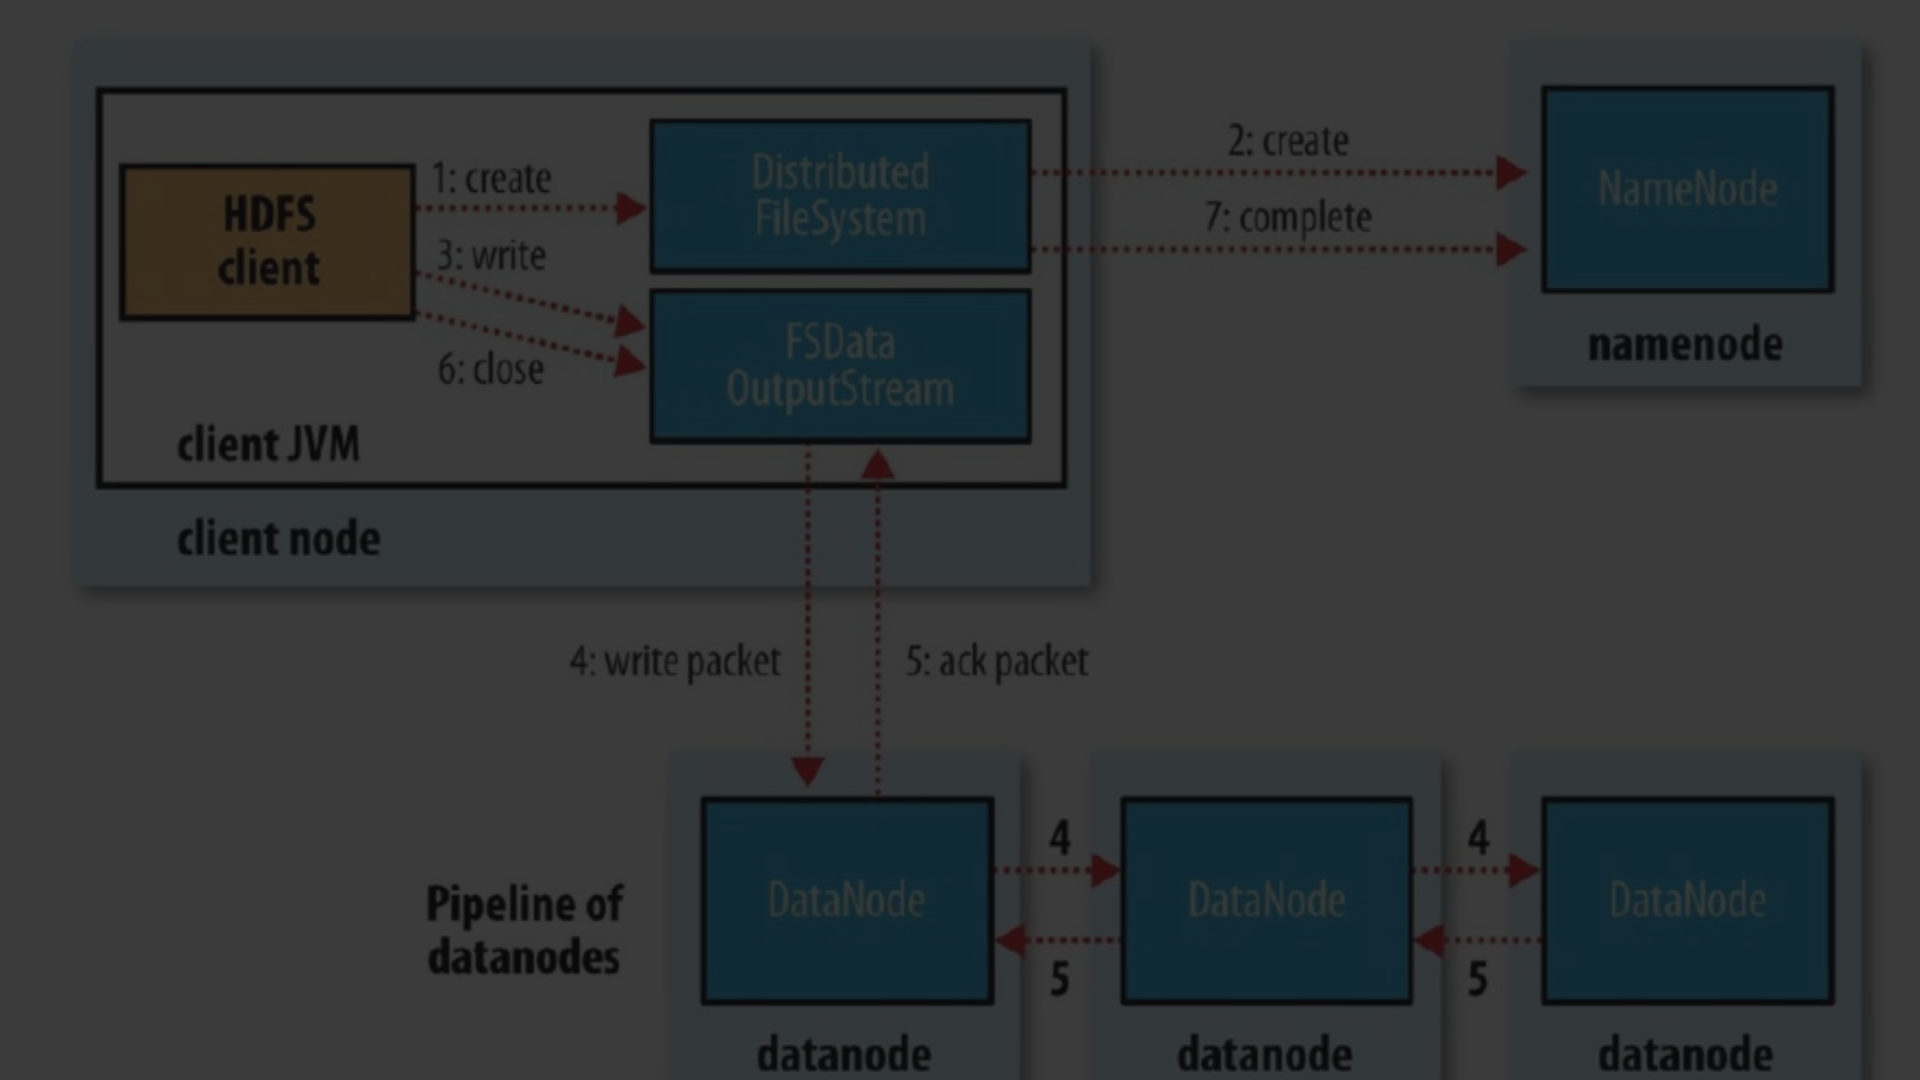 1: create
Distributed
FileSystem
2: create
NameNode
HDFS
client
3: write
7: complete
FSData
OutputStream
6: close
namenode
client JVM
client node
4: write packet
5: ack packet
4
4
DataNode
DataNode
DataNode
Pipeline of
datanodes
5
5
datanode
datanode
datanode